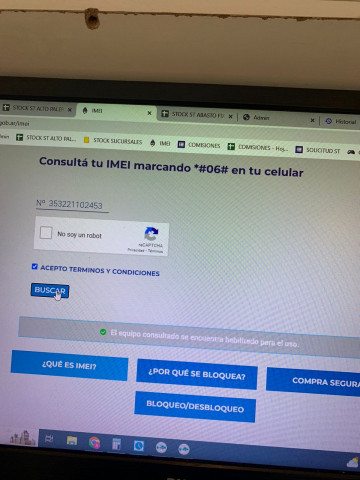 STOCK ST ALTO PALE
IMEI
STOCK ST ABASTO
Admin
Historial
gob.ar/imei
STOCK ST ALTO PAL...
STOCK SUCURSALES
IMEI
COMISIONES
COMISIONES - Hoj...
SOLICITUD ST
Consultá tu IMEI marcando *#06# en tu celular
Nº 353221102453
No soy un robot
reCAPTCHA
Privacidad - Términos
ACEPTO TERMINOS Y CONDICIONES
BUSCAR
El equipo consultado se encuentra habilitado para el uso.
¿QUÉ ES IMEI?
¿POR QUÉ SE BLOQUEA?
COMPRA SEGURA
BLOQUEO/DESBLOQUEO